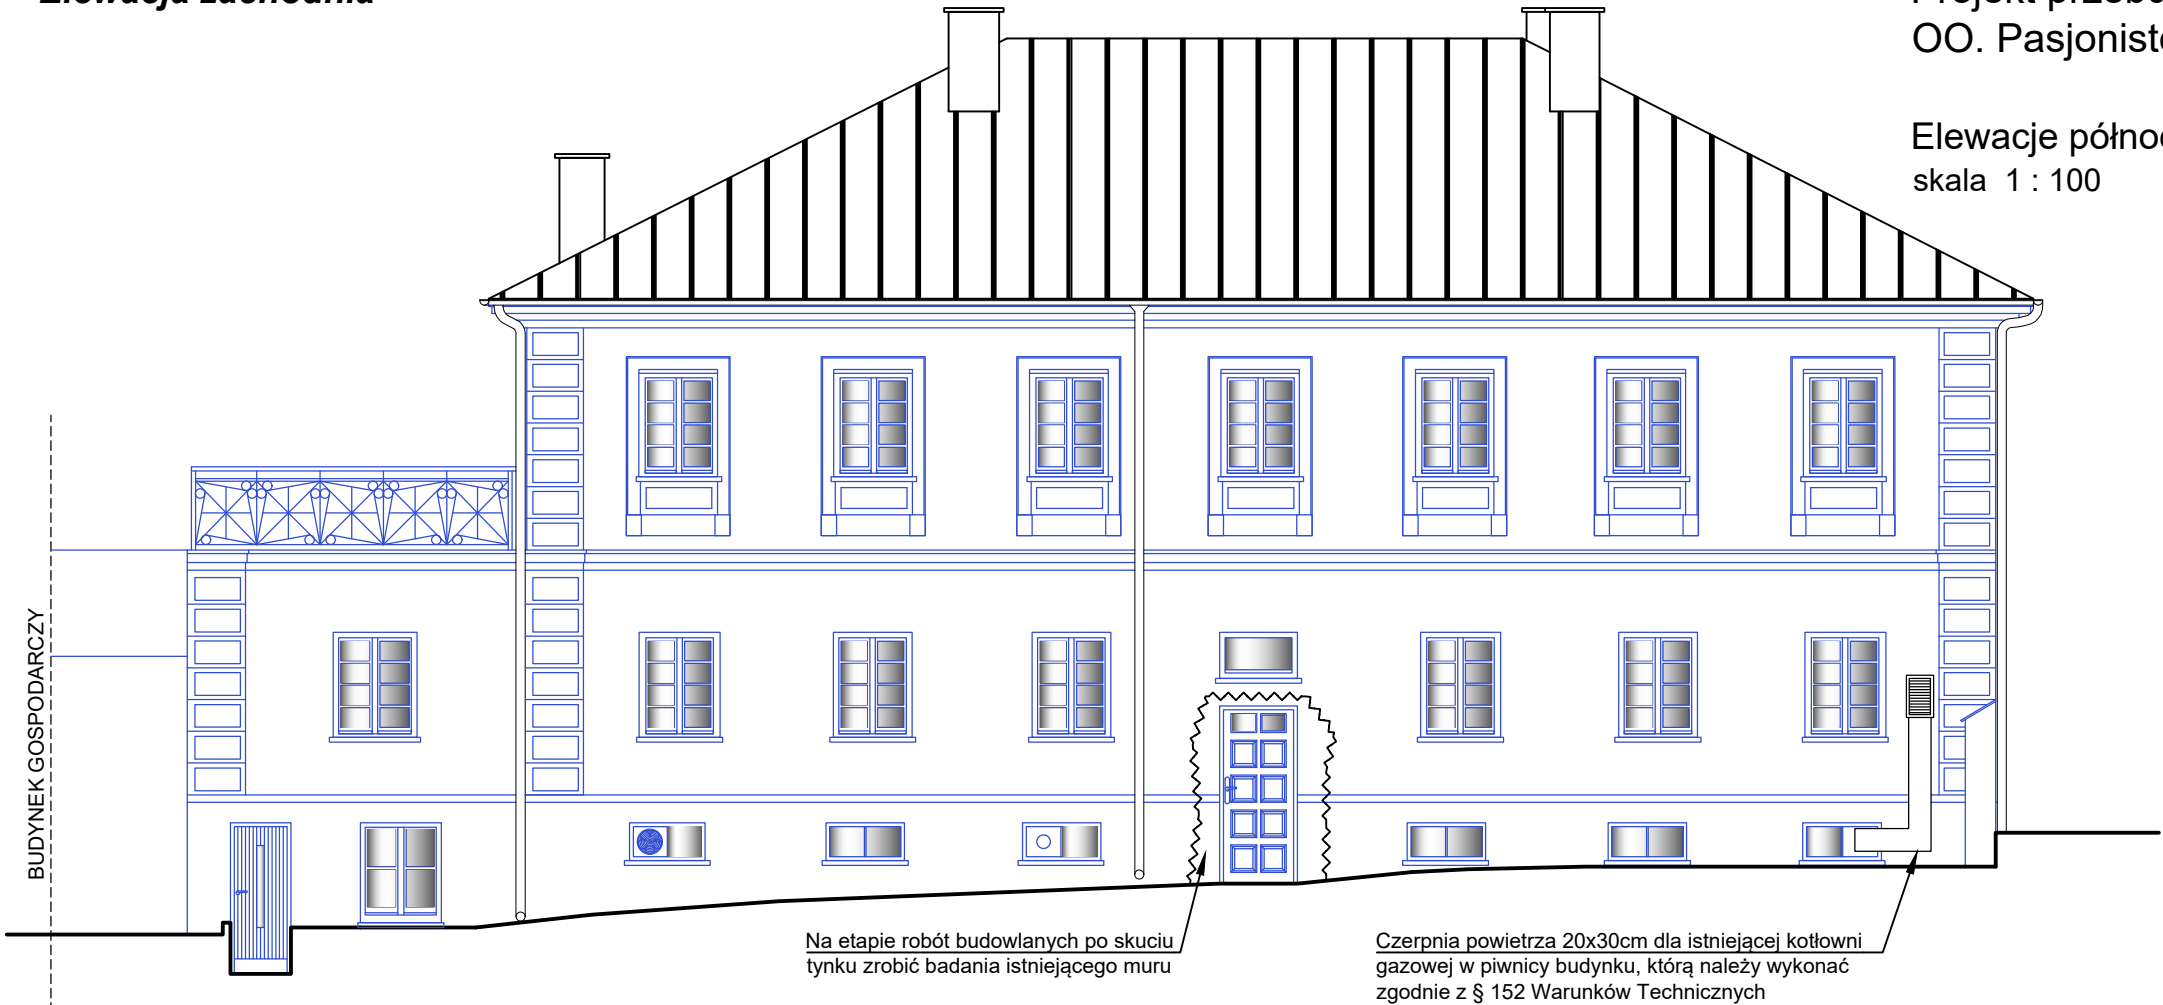 OO.
skala 1 : 100
BUDYNEK GOSPODARCZY
Na etapie robót budowlanych po skuciu
tynku zrobić badania istniejącego muru
Czerpnia powietrza 20x30cm dla istniejącej kotłowni
gazowej w piwnicy budynku, którą należy wykonać
zgodnie z § 152 Warunków Technicznych